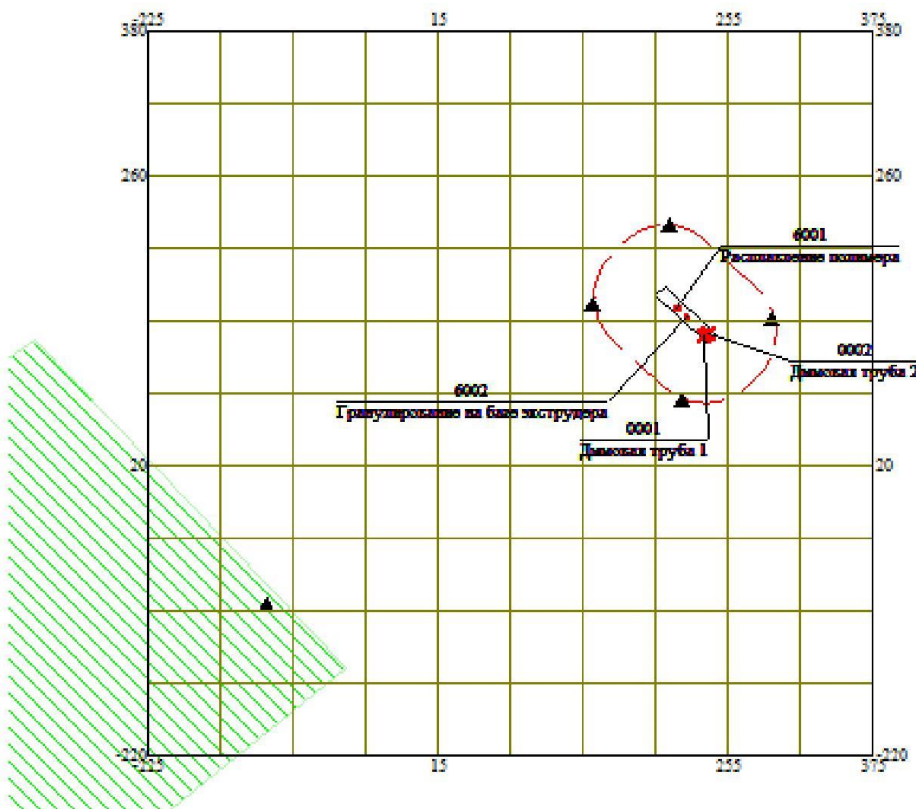 -225 15 255 375
380 380
260 260
6001
Расплавление полимера
0002
Дымовая труба 2
6002
Гранулирование на базе экструдера
0001
Дымовая труба 1
20 20
-220 -220
-225 15 255 375